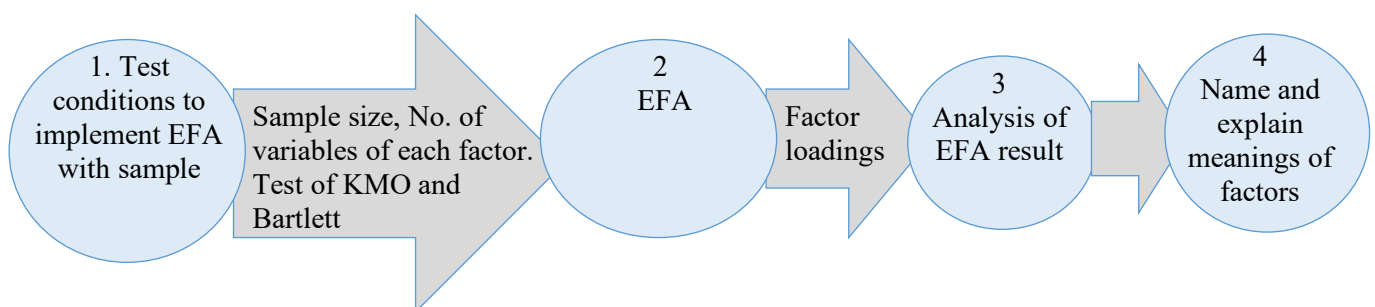 1. Test
conditions to
implement EFA
with sample
Sample size, No. of
variables of each factor.
Test of KMO and
Bartlett
2
EFA
Factor
loadings
3
Analysis of
EFA result
4
Name and
explain
meanings of
factors